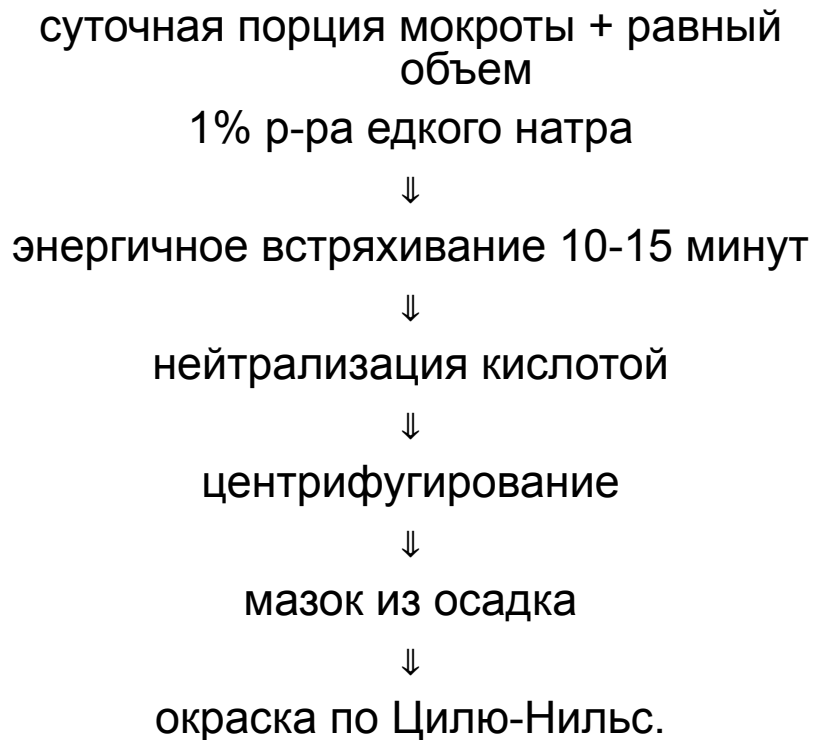 суточная порция мокроты + равный
объем
1% р-ра едкого натра
⇓
энергичное встряхивание 10-15 минут
⇓
нейтрализация кислотой
⇓
центрифугирование
⇓
мазок из осадка
⇓
окраска по Цилю-Нильс.